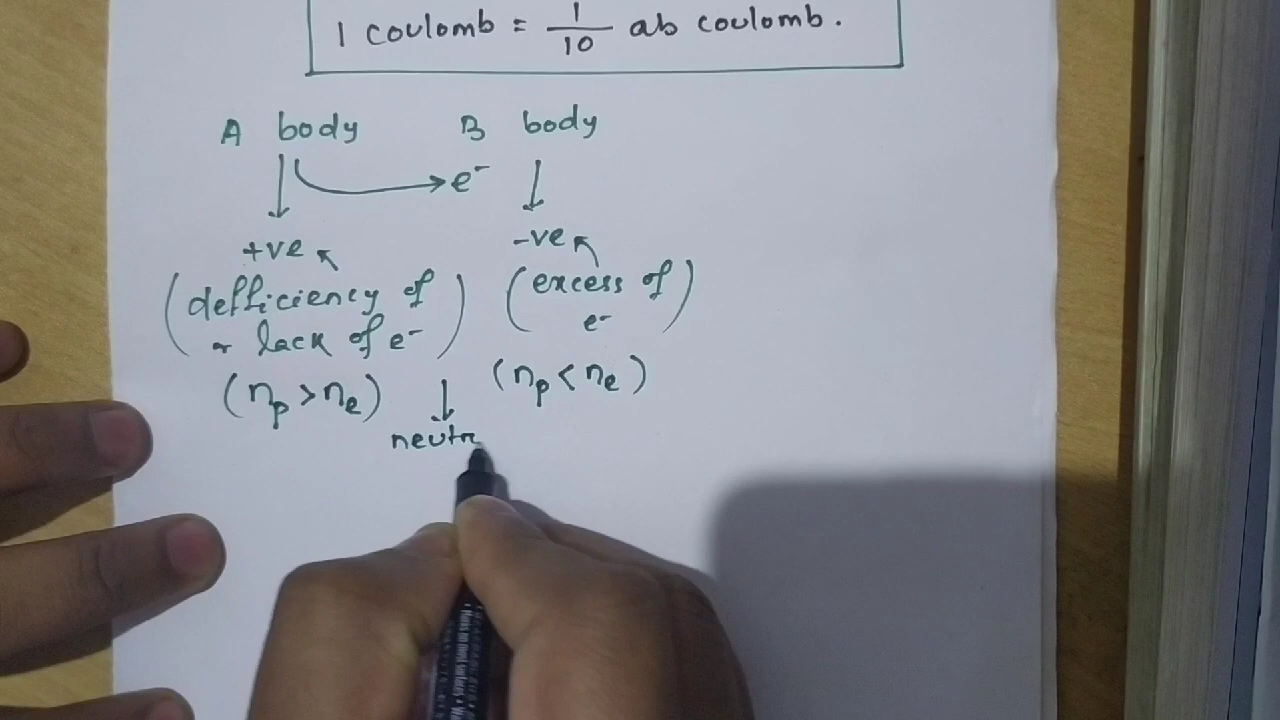 1 coulomb = 1/10 ab coulomb.
A body B body
e-
+ve -ve
(defficiency of or lack of e-) (excess of e-)
(np > ne) (np < ne)
neutr